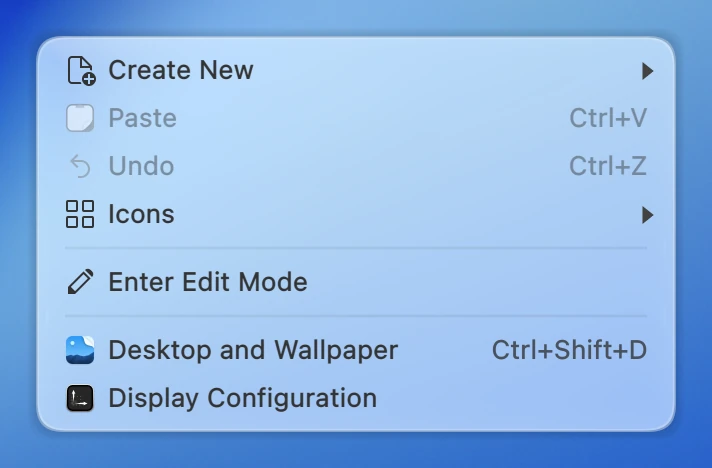 Create New
Paste Ctrl+V
Undo Ctrl+Z
Icons
Enter Edit Mode
Desktop and Wallpaper Ctrl+Shift+D
Display Configuration